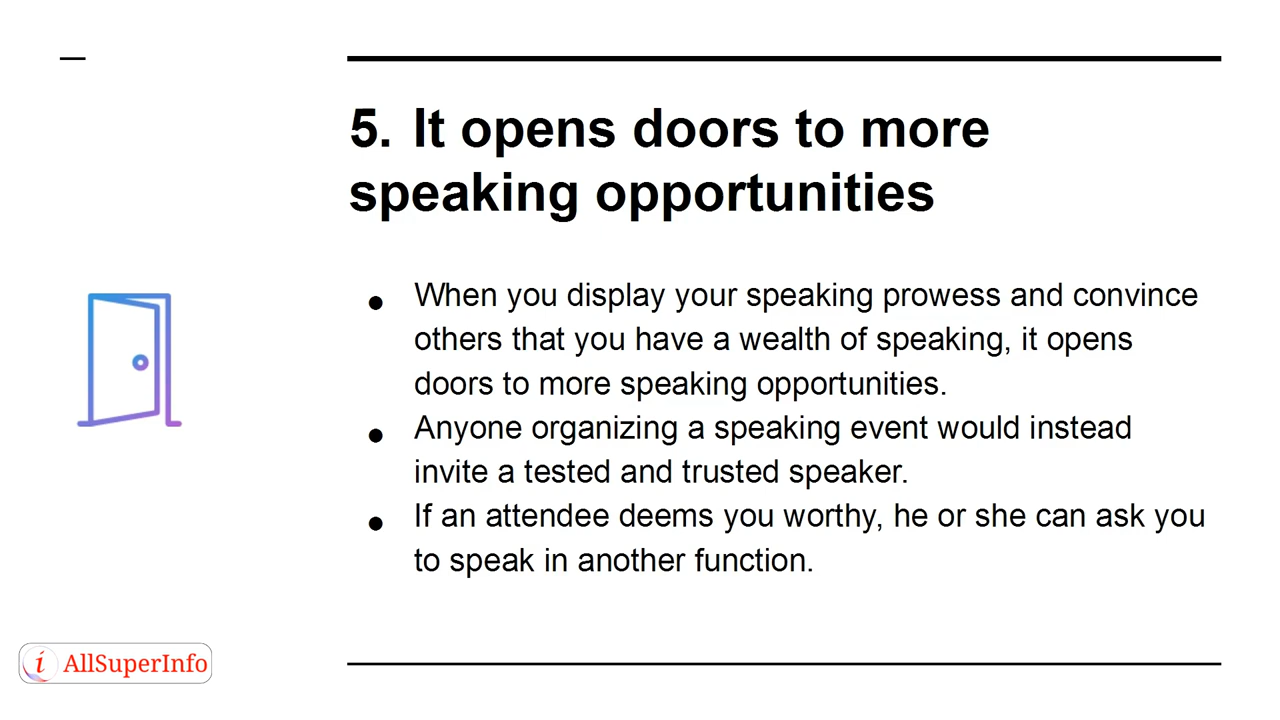 5. It opens doors to more
speaking opportunities
● When you display your speaking prowess and convince
others that you have a wealth of speaking, it opens
doors to more speaking opportunities.
● Anyone organizing a speaking event would instead
invite a tested and trusted speaker.
● If an attendee deems you worthy, he or she can ask you
to speak in another function.
i AllSuperInfo